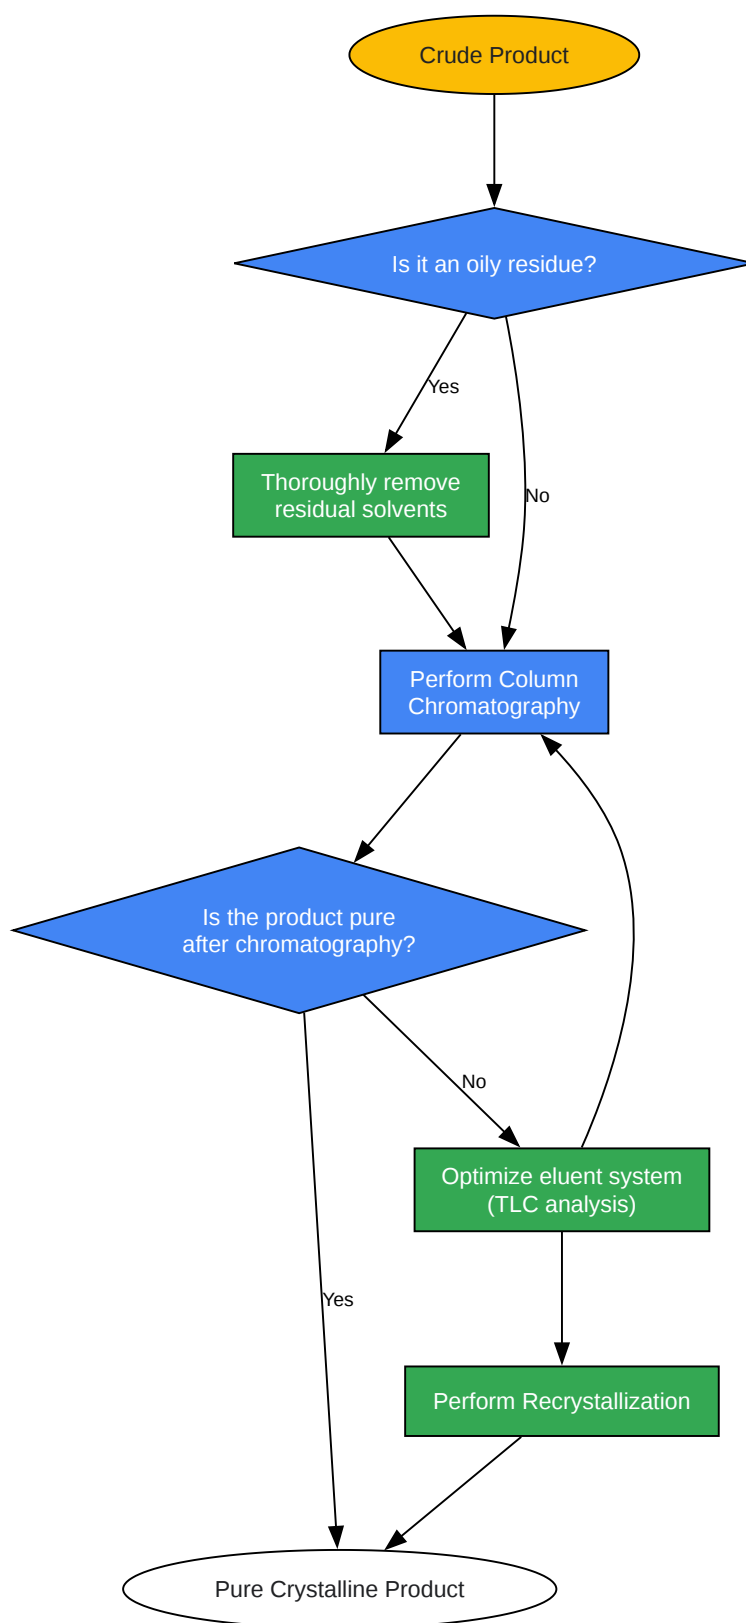 Crude Product
Is it an oily residue?
Yes
Thoroughly remove
residual solvents
No
Perform Column
Chromatography
Is the product pure
after chromatography?
No
Optimize eluent system
(TLC analysis)
Yes
Perform Recrystallization
Pure Crystalline Product